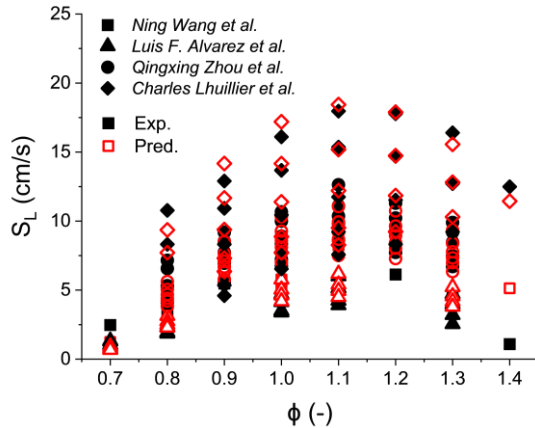 25
20
15
10
5
0
S_L (cm/s)
Ning Wang et al.
Luis F. Alvarez et al.
Qingxing Zhou et al.
Charles Lhuillier et al.
Exp.
Pred.
0.7 0.8 0.9 1.0 1.1 1.2 1.3 1.4
ϕ (-)